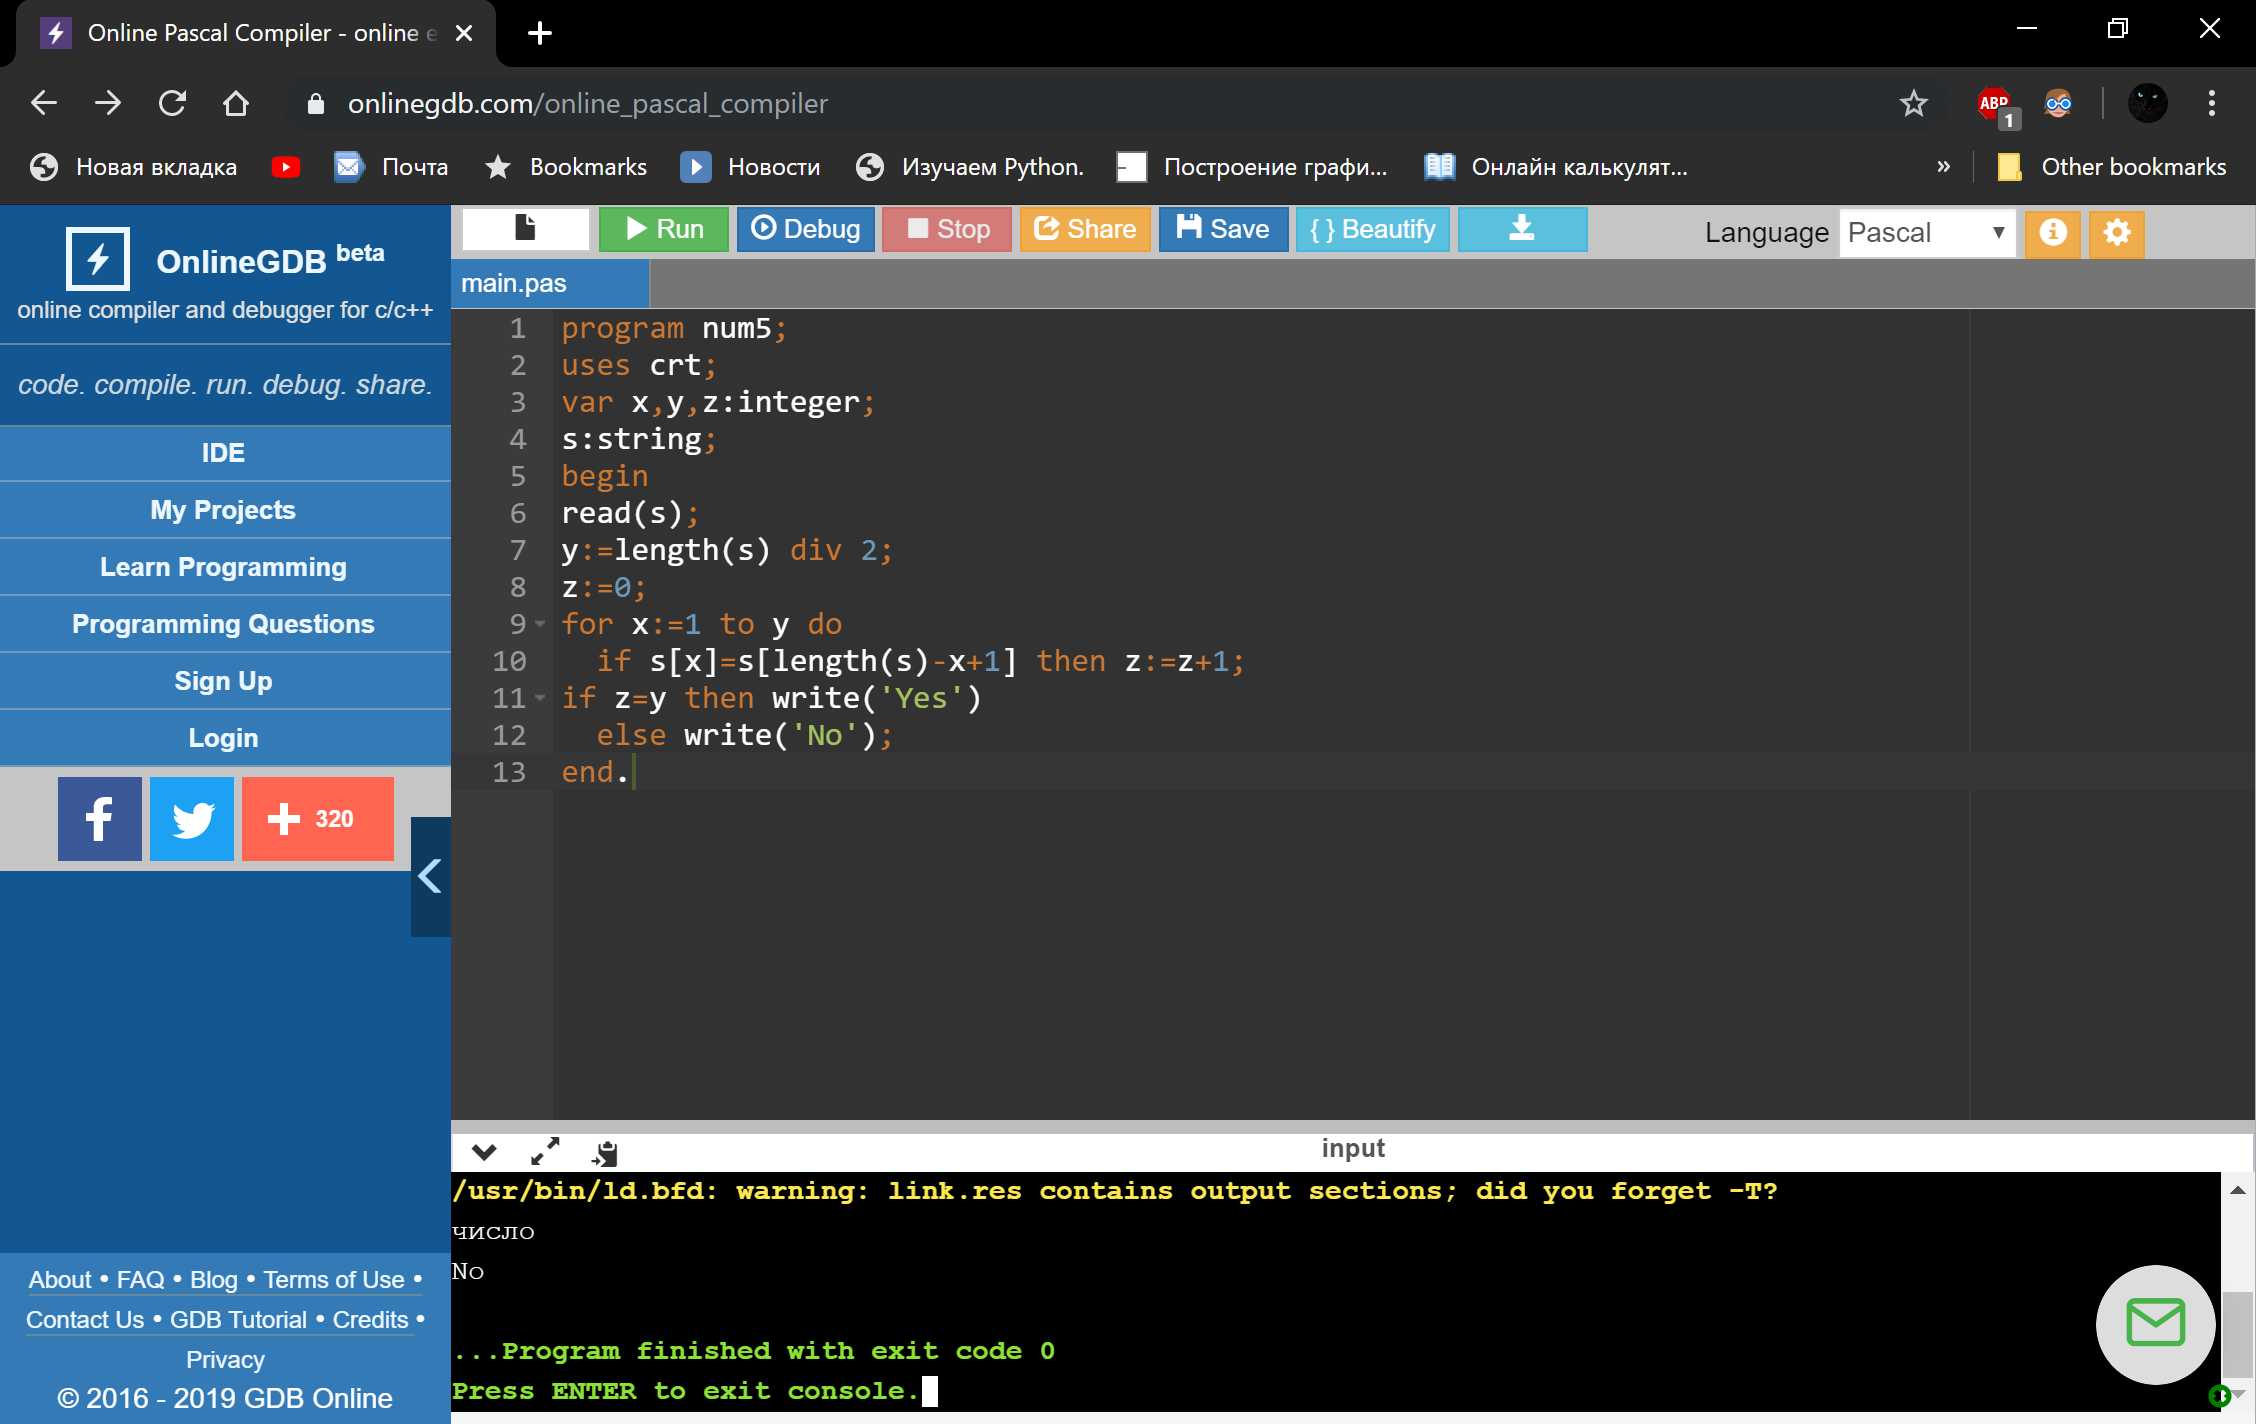 Online Pascal Compiler - online e
onlinegdb.com/online_pascal_compiler
ABP
1
Новая вкладка
Почта
Bookmarks
Новости
Изучаем Python.
Построение графи...
Онлайн калькулят...
»
Other bookmarks
OnlineGDB beta
online compiler and debugger for c/c++
code. compile. run. debug. share.
IDE
My Projects
Learn Programming
Programming Questions
Sign Up
Login
320
About • FAQ • Blog • Terms of Use •
Contact Us • GDB Tutorial • Credits •
Privacy
© 2016 - 2019 GDB Online
Run
Debug
Stop
Share
Save
{ } Beautify
Language
Pascal
main.pas
1 program num5;
2 uses crt;
3 var x,y,z:integer;
4 s:string;
5 begin
6 read(s);
7 y:=length(s) div 2;
8 z:=0;
9 for x:=1 to y do
10 if s[x]=s[length(s)-x+1] then z:=z+1;
11 if z=y then write('Yes')
12 else write('No');
13 end.
input
/usr/bin/ld.bfd: warning: link.res contains output sections; did you forget -T?
число
No
...Program finished with exit code 0
Press ENTER to exit console.